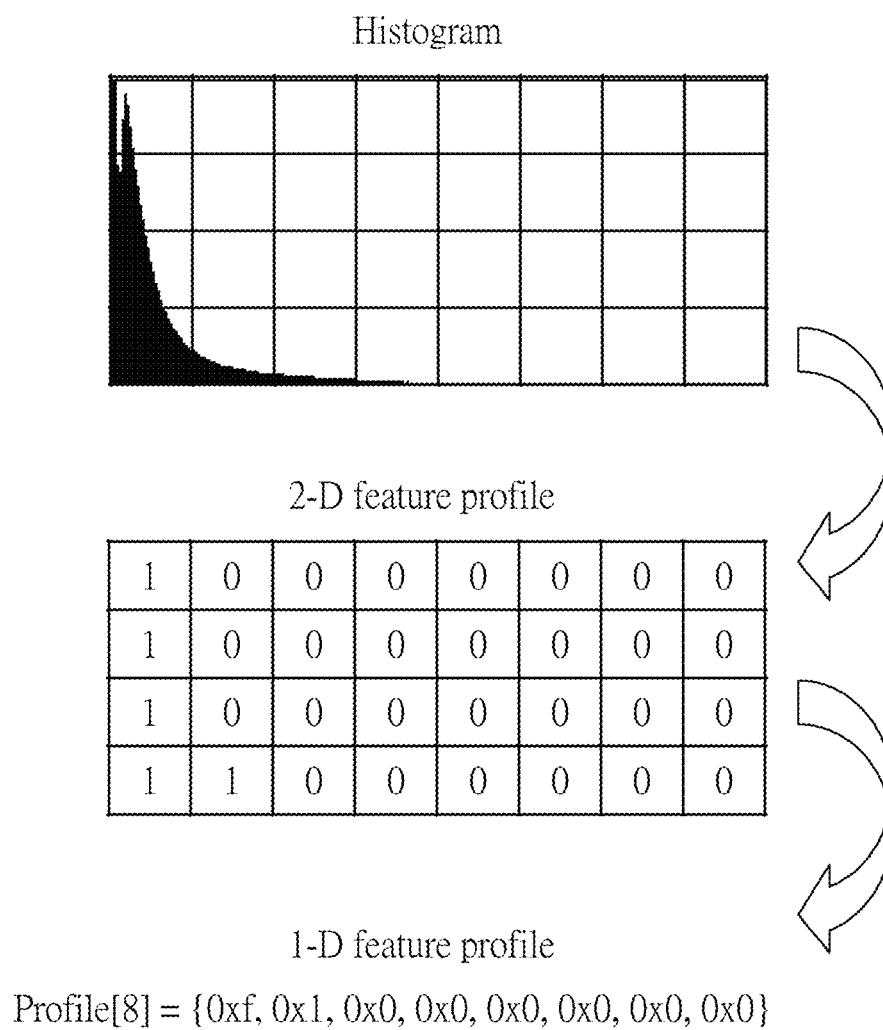 Histogram
2-D feature profile
1 0 0 0 0 0 0 0
1 0 0 0 0 0 0 0
1 0 0 0 0 0 0 0
1 1 0 0 0 0 0 0
1-D feature profile
Profile[8] = {0xf, 0x1, 0x0, 0x0, 0x0, 0x0, 0x0, 0x0}